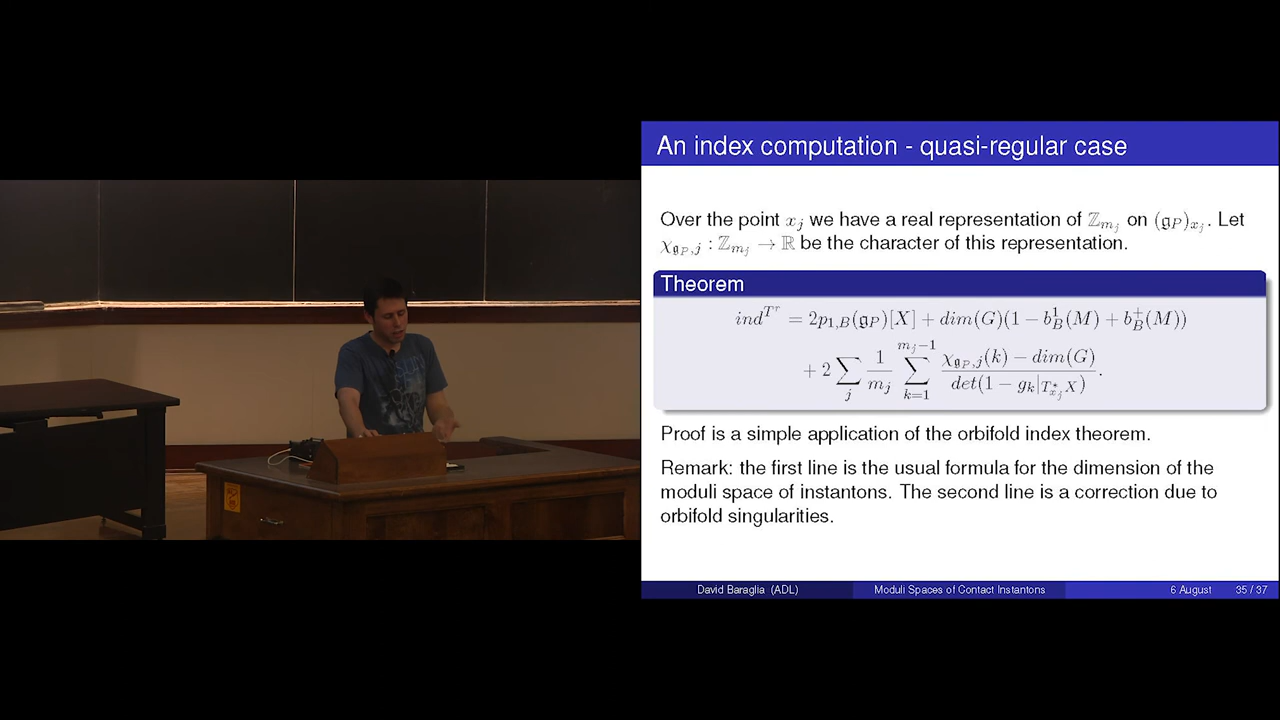 An index computation - quasi-regular case
Over the point x_j we have a real representation of ℤ_{m_j} on (𝔤_P)_{x_j}. Let
χ_{𝔤_P,j} : ℤ_{m_j} → ℝ be the character of this representation.
Theorem
ind^{T^r} = 2p_{1,B}(𝔤_P)[X] + dim(G)(1 − b^1_B(M) + b^+_B(M))
+ 2 ∑_j 1/m_j ∑_{k=1}^{m_j−1} (χ_{𝔤_P,j}(k) − dim(G))/(det(1 − g_k|_{T^*_{x_j}X})).
Proof is a simple application of the orbifold index theorem.
Remark: the first line is the usual formula for the dimension of the
moduli space of instantons. The second line is a correction due to
orbifold singularities.
David Baraglia (ADL) Moduli Spaces of Contact Instantons 6 August 35 / 37